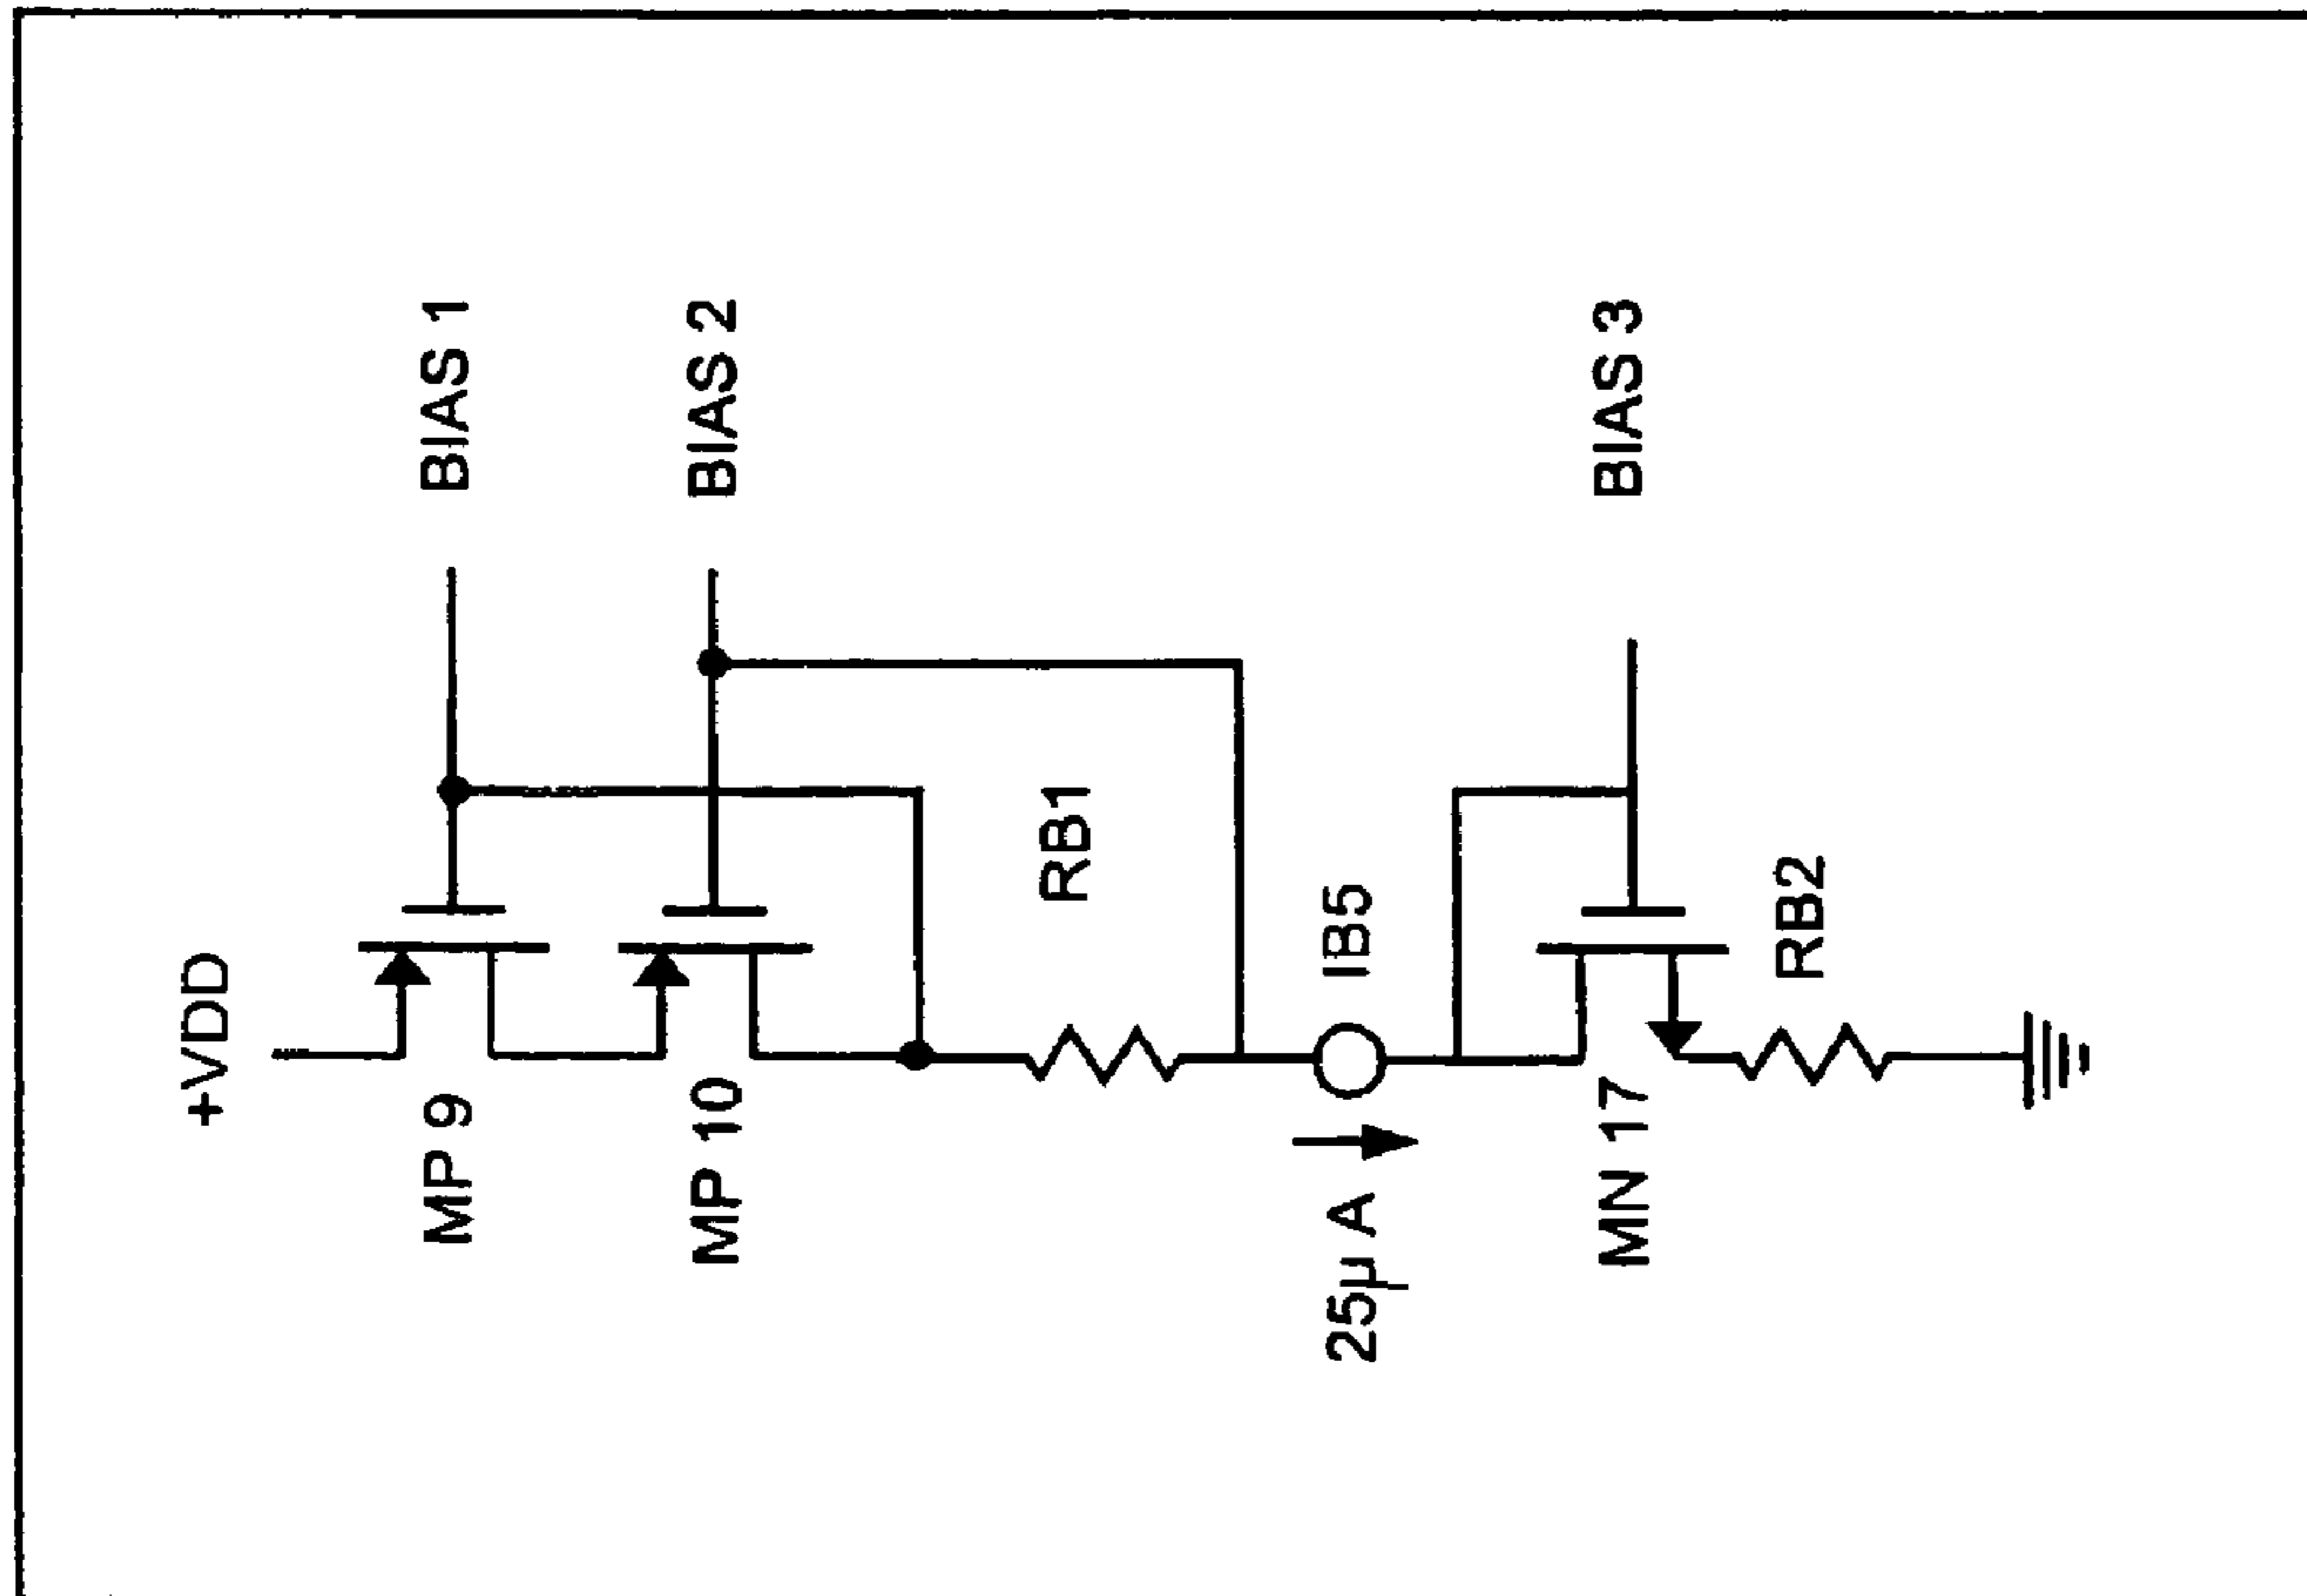 +VDD
MP 9
BIAS 1
MP 10
BIAS 2
RB1
25μ A
IB5
MN 17
BIAS 3
RB2